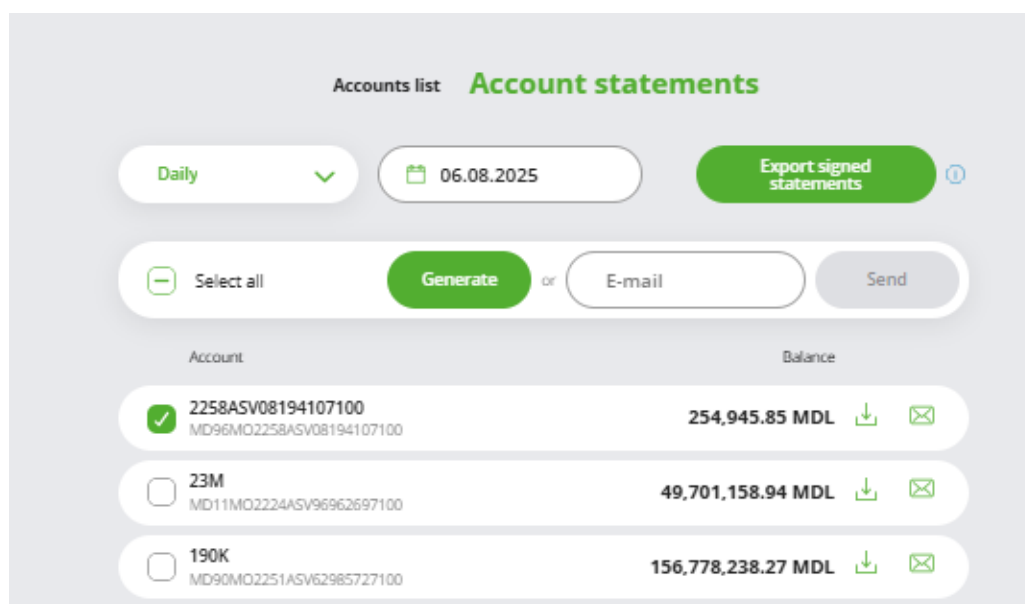 Accounts list Account statements
Daily 06.08.2025 Export signed
statements
Select all Generate or E-mail Send
Account Balance
2258ASV08194107100
MD96MO2258ASV08194107100
254,945.85 MDL
23M
MD11MO2224ASV96962697100
49,701,158.94 MDL
190K
MD90MO2251ASV62985727100
156,778,238.27 MDL